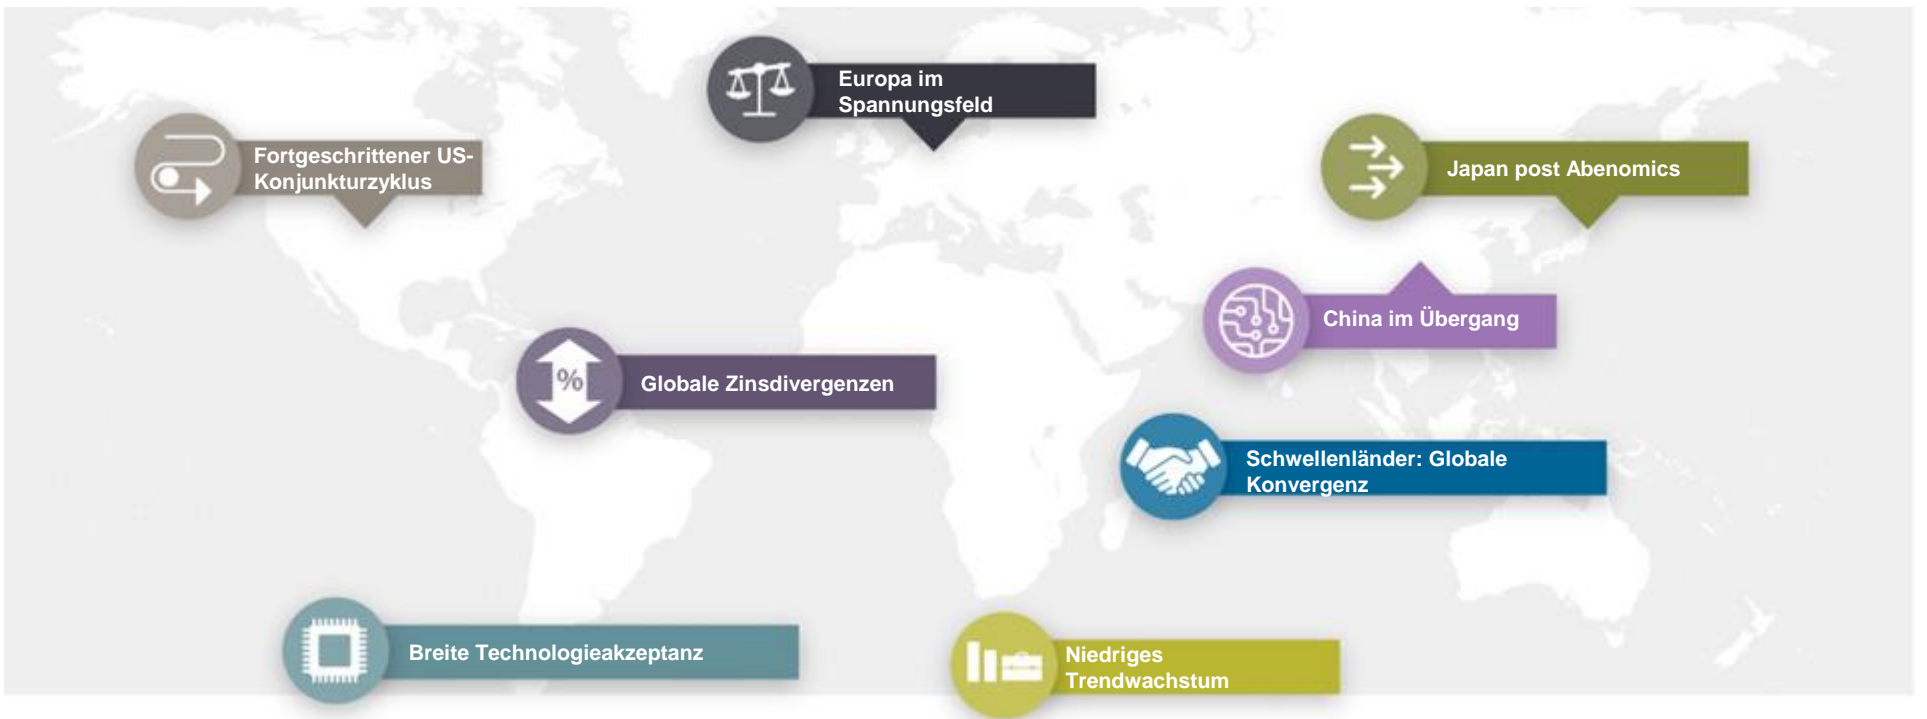 Europa im
Spannungsfeld
Fortgeschrittener US-
Konjunkturzyklus
Japan post Abenomics
China im Übergang
%
Globale Zinsdivergenzen
Schwellenländer: Globale
Konvergenz
Breite Technologieakzeptanz
Niedriges
Trendwachstum